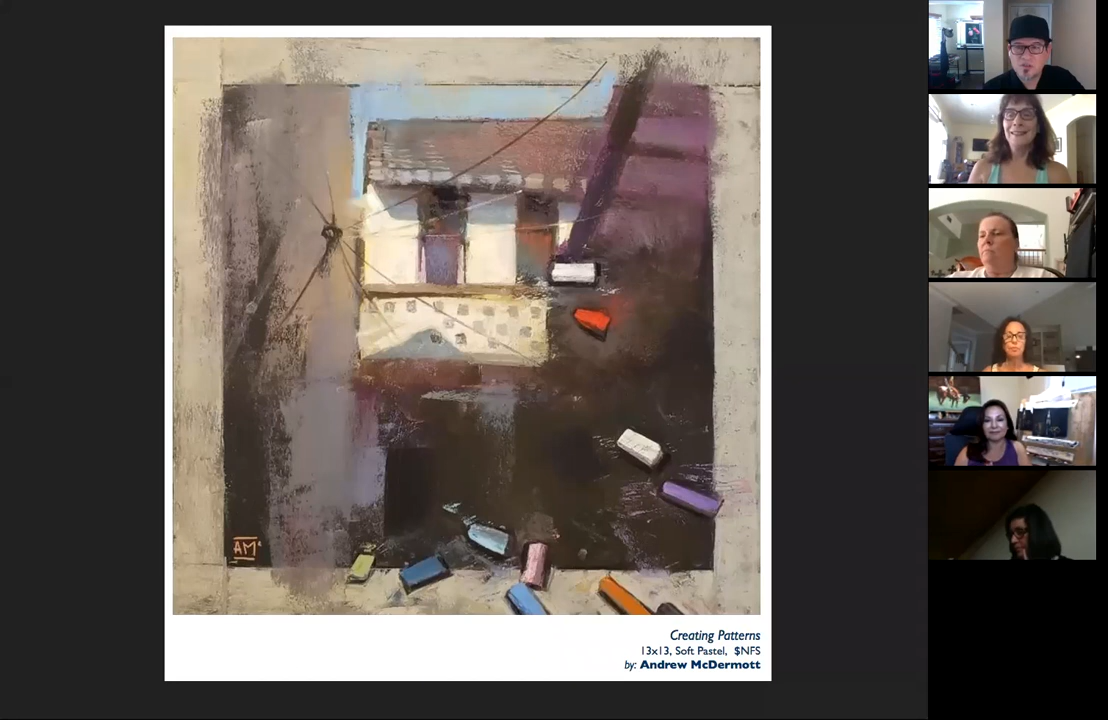 AM
Creating Patterns
13x13, Soft Pastel, $NFS
by: Andrew McDermott